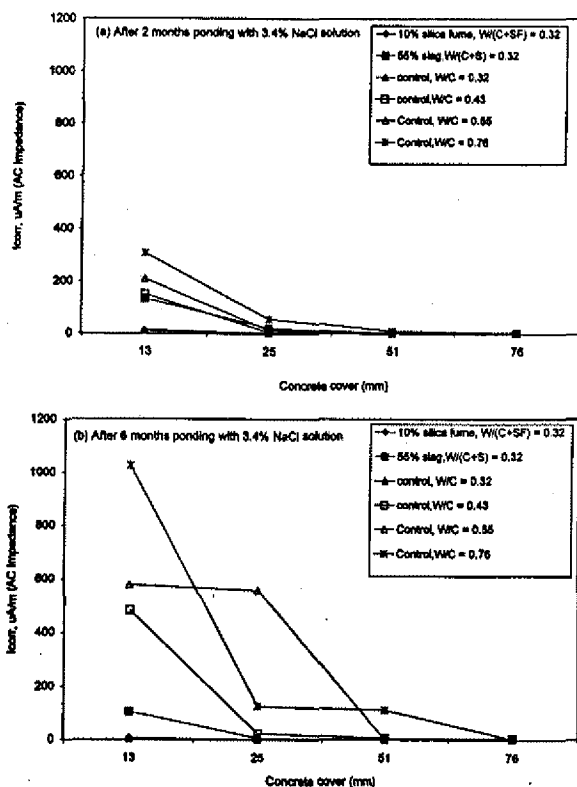 (a) After 2 months ponding with 3.4% NaCl solution
10% silica fume, W/(C+SF) = 0.32
55% slag,W/(C+S) = 0.32
control, W/C = 0.32
control,W/C = 0.43
Control, W/C = 0.55
Control,W/C = 0.76
1200
1000
800
600
400
200
0
Icorr, uA/m (AC Impedance)
13
25
51
76
Concrete cover (mm)
(b) After 6 months ponding with 3.4% NaCl solution
10% silica fume, W/(C+SF) = 0.32
55% slag,W/(C+S) = 0.32
control, W/C = 0.32
control,W/C = 0.43
Control, W/C = 0.55
Control,W/C = 0.76
1200
1000
800
600
400
200
0
Icorr, uA/m (AC Impedance)
13
25
51
76
Concrete cover (mm)